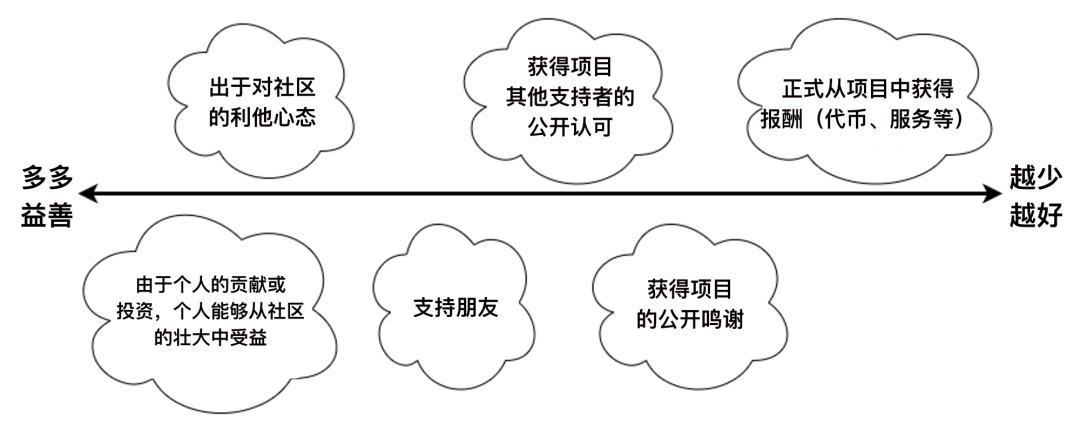 出于对社区
的利他心态
获得项目
其他支持者的
公开认可
正式从项目中获得
报酬（代币、服务等）
多多
益善
越少
越好
由于个人的贡献或
投资，个人能够从社区
的壮大中受益
支持朋友
获得项目
的公开鸣谢